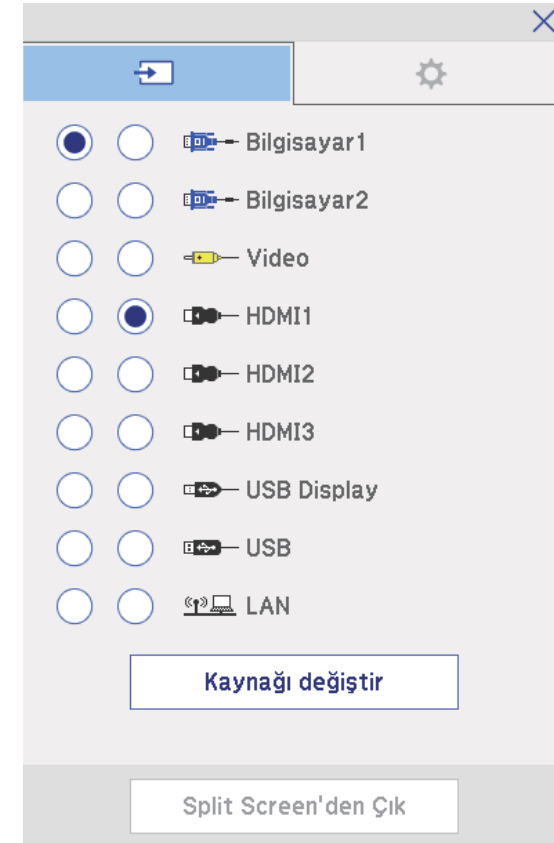 Bilgisayar1
Bilgisayar2
Video
HDMI1
HDMI2
HDMI3
USB Display
USB
LAN
Kaynağı değiştir
Split Screen'den Çık